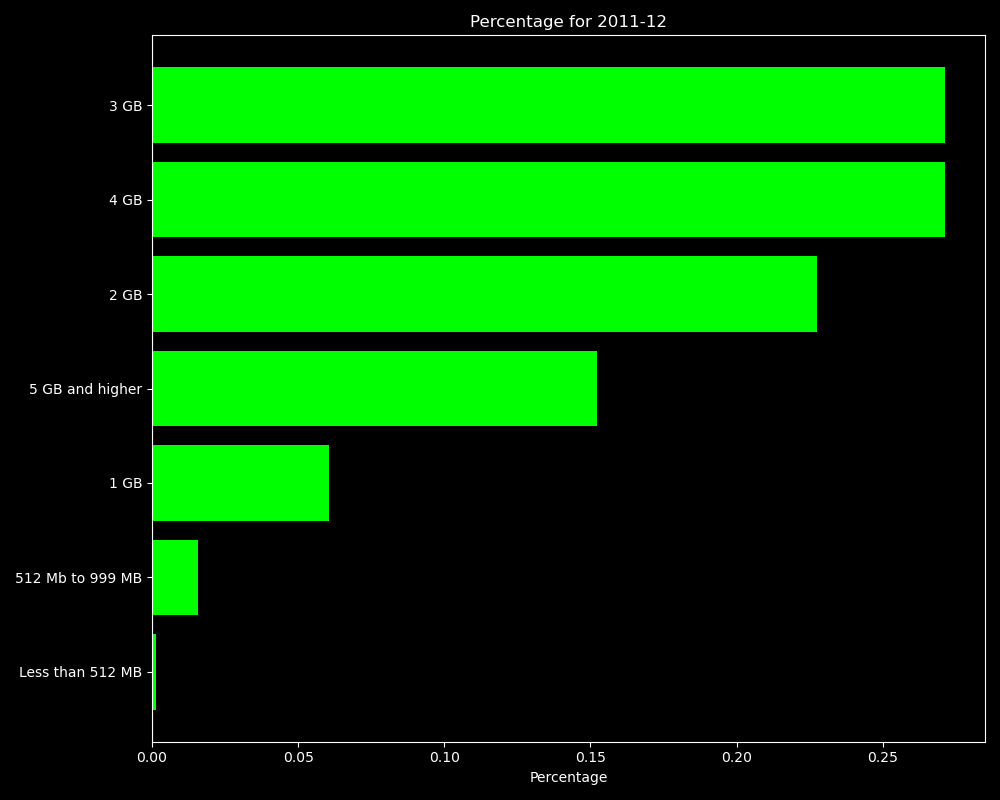 Percentage for 2011-12
3 GB
4 GB
2 GB
5 GB and higher
1 GB
512 Mb to 999 MB
Less than 512 MB
0.00 0.05 0.10 0.15 0.20 0.25
Percentage